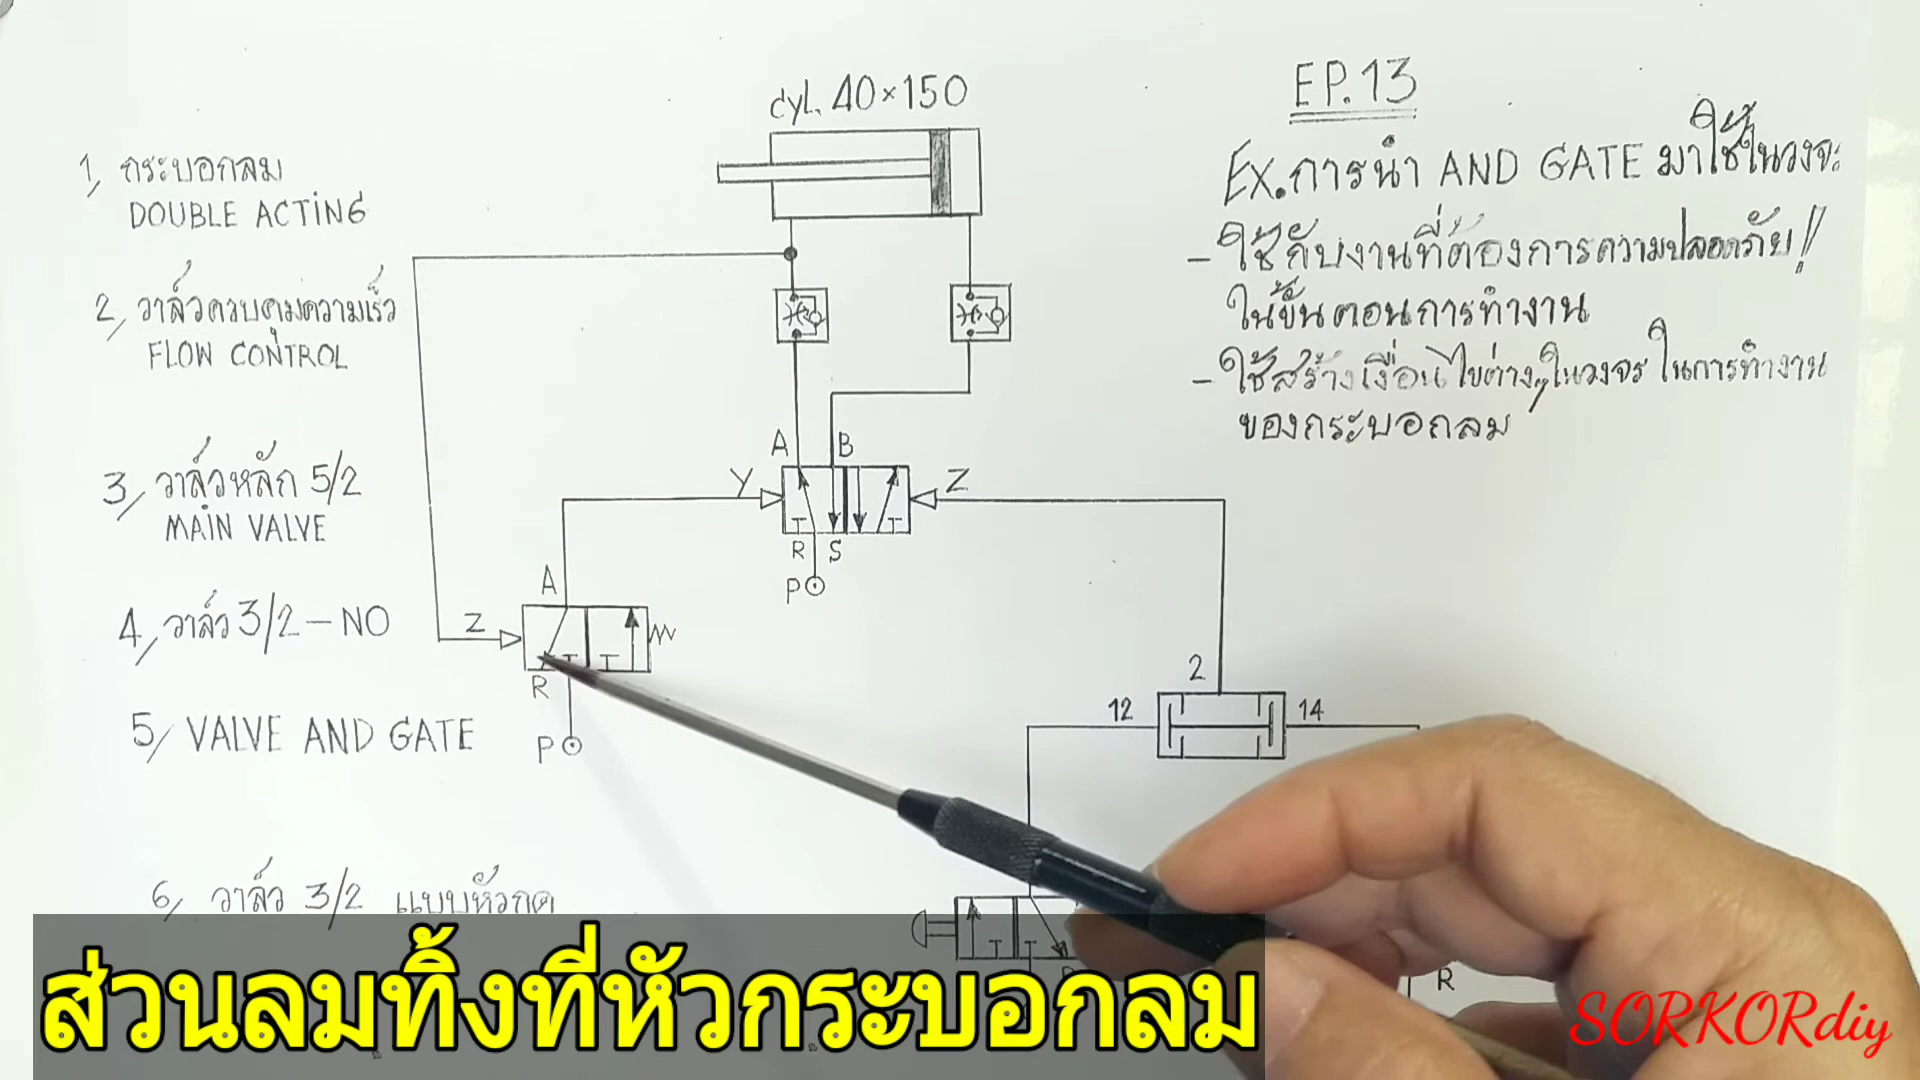 EP.13
EX.การนำ AND GATE มาใช้ในวงจร
- ใช้กับงานที่ต้องการความปลอดภัย!!
ในขั้นตอนการทำงาน
- ใช้สร้างเงื่อนไขต่างๆในวงจร ในการทำงาน
ของกระบอกลม
cyl. 40×150
1, กระบอกลม
DOUBLE ACTING
2, วาล์วควบคุมความเร็ว
FLOW CONTROL
3, วาล์วหลัก 5/2
MAIN VALVE
4, วาล์ว 3/2 – NO
5, VALVE AND GATE
6, วาล์ว 3/2 แบบหัวกด
A B
Y Z
R S
P
A
Z
R
P
2
12 14
R
ส่วนลมทิ้งที่หัวกระบอกลม
SORKORdiy